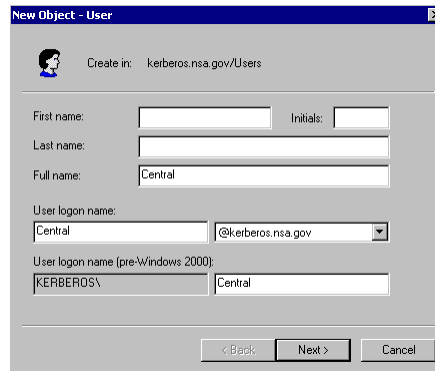 New Object - User
Create in: kerberos.nsa.gov/Users
First name: Initials:
Last name:
Full name: Central
User logon name:
Central @kerberos.nsa.gov
User logon name (pre-Windows 2000):
KERBEROS\ Central
< Back Next > Cancel